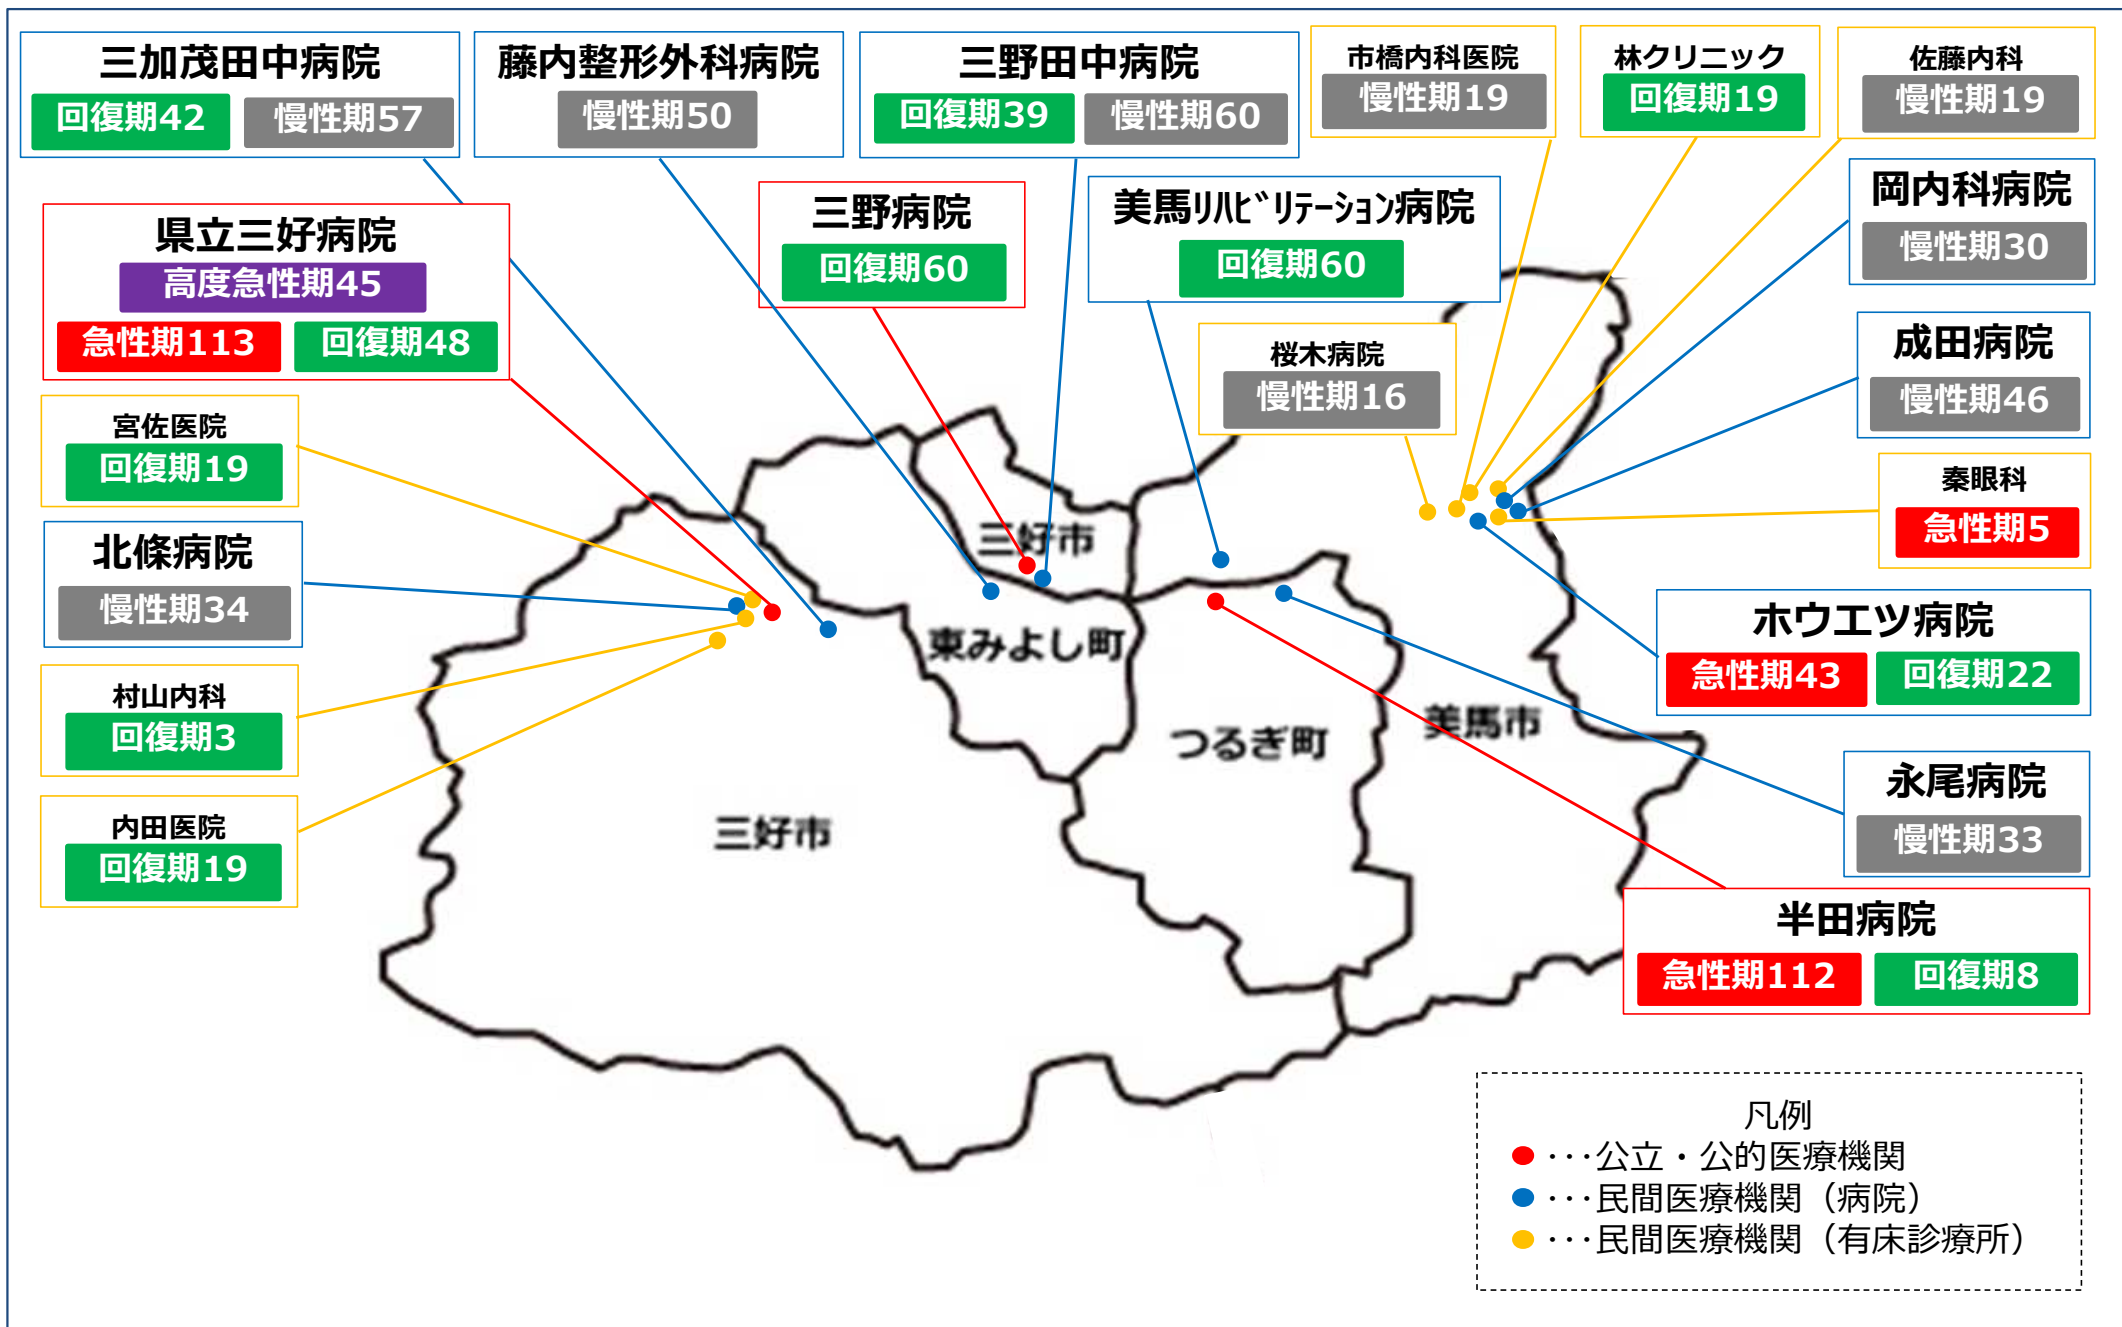 三加茂田中病院
回復期42 慢性期57
藤内整形外科病院
慢性期50
三野田中病院
回復期39 慢性期60
市橋内科医院
慢性期19
林クリニック
回復期19
佐藤内科
慢性期19
県立三好病院
高度急性期45
急性期113 回復期48
三野病院
回復期60
美馬ﾘﾊﾋﾞﾘﾃｰｼｮﾝ病院
回復期60
岡内科病院
慢性期30
桜木病院
慢性期16
成田病院
慢性期46
宮佐医院
回復期19
秦眼科
急性期5
北條病院
慢性期34
ホウエツ病院
急性期43 回復期22
村山内科
回復期3
永尾病院
慢性期33
内田医院
回復期19
半田病院
急性期112 回復期8
三好市
東みよし町
つるぎ町
美馬市
三好市
凡例
●･･･公立・公的医療機関
●･･･民間医療機関（病院）
●･･･民間医療機関（有床診療所）